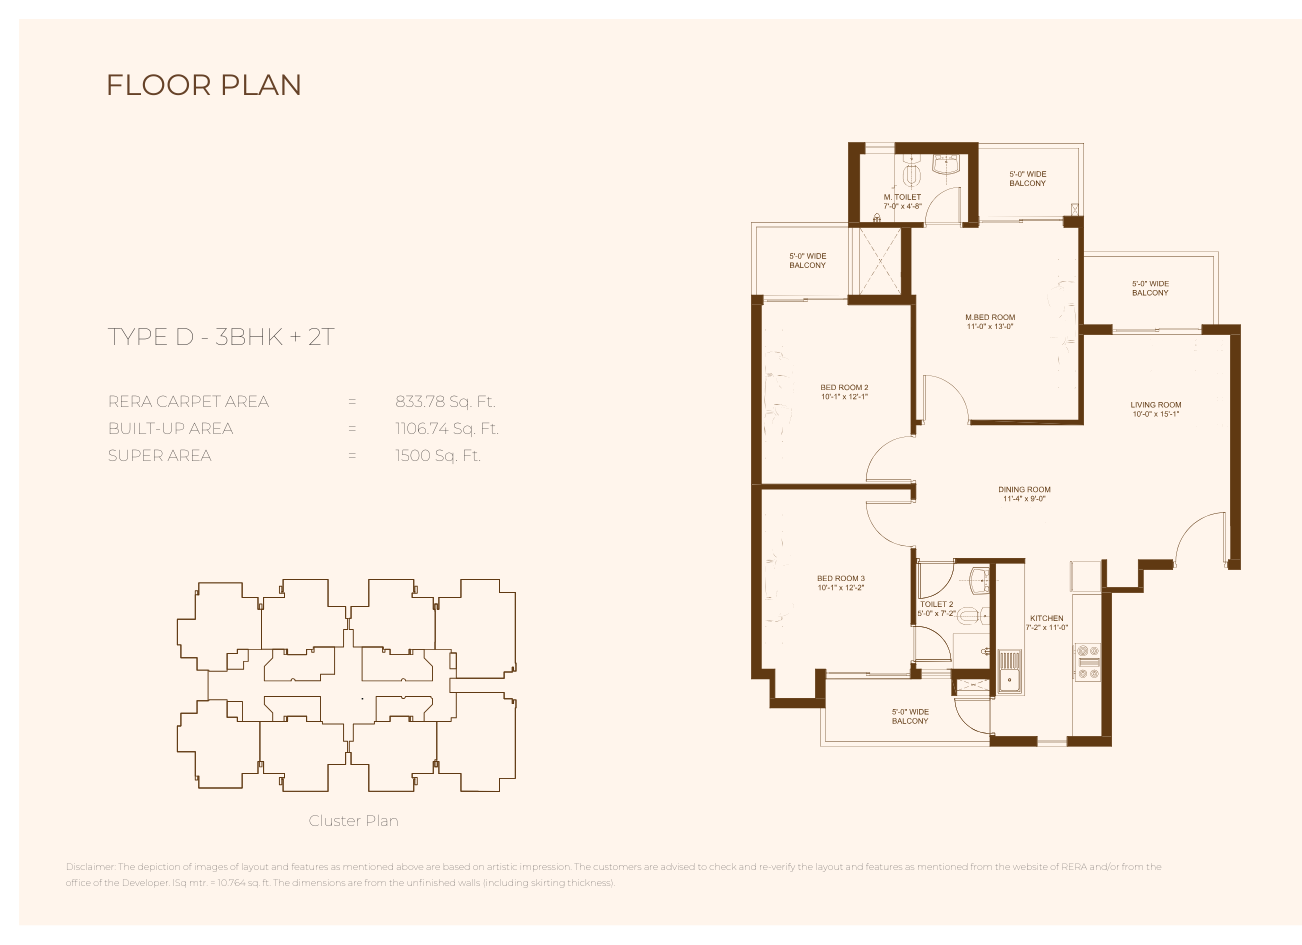 FLOOR PLAN
TYPE D - 3BHK + 2T
RERA CARPET AREA = 833.78 Sq. Ft.
BUILT-UP AREA = 1106.74 Sq. Ft.
SUPER AREA = 1500 Sq. Ft.
5'-0" WIDE
BALCONY
M. TOILET
7'-0" x 4'-8"
5'-0" WIDE
BALCONY
5'-0" WIDE
BALCONY
M.BED ROOM
11'-0" x 13'-0"
BED ROOM 2
10'-1" x 12'-1"
LIVING ROOM
10'-0" x 15'-1"
DINING ROOM
11'-4" x 9'-0"
BED ROOM 3
10'-1" x 12'-2"
TOILET 2
5'-0" x 7'-2"
KITCHEN
7'-2" x 11'-0"
5'-0" WIDE
BALCONY
Cluster Plan
Disclaimer: The depiction of images of layout and features as mentioned above are based on artistic impression. The customers are advised to check and re-verify the layout and features as mentioned from the website of RERA and/or from the
office of the Developer. 1Sq mtr. = 10.764 sq. ft. The dimensions are from the unfinished walls (including skirting thickness).